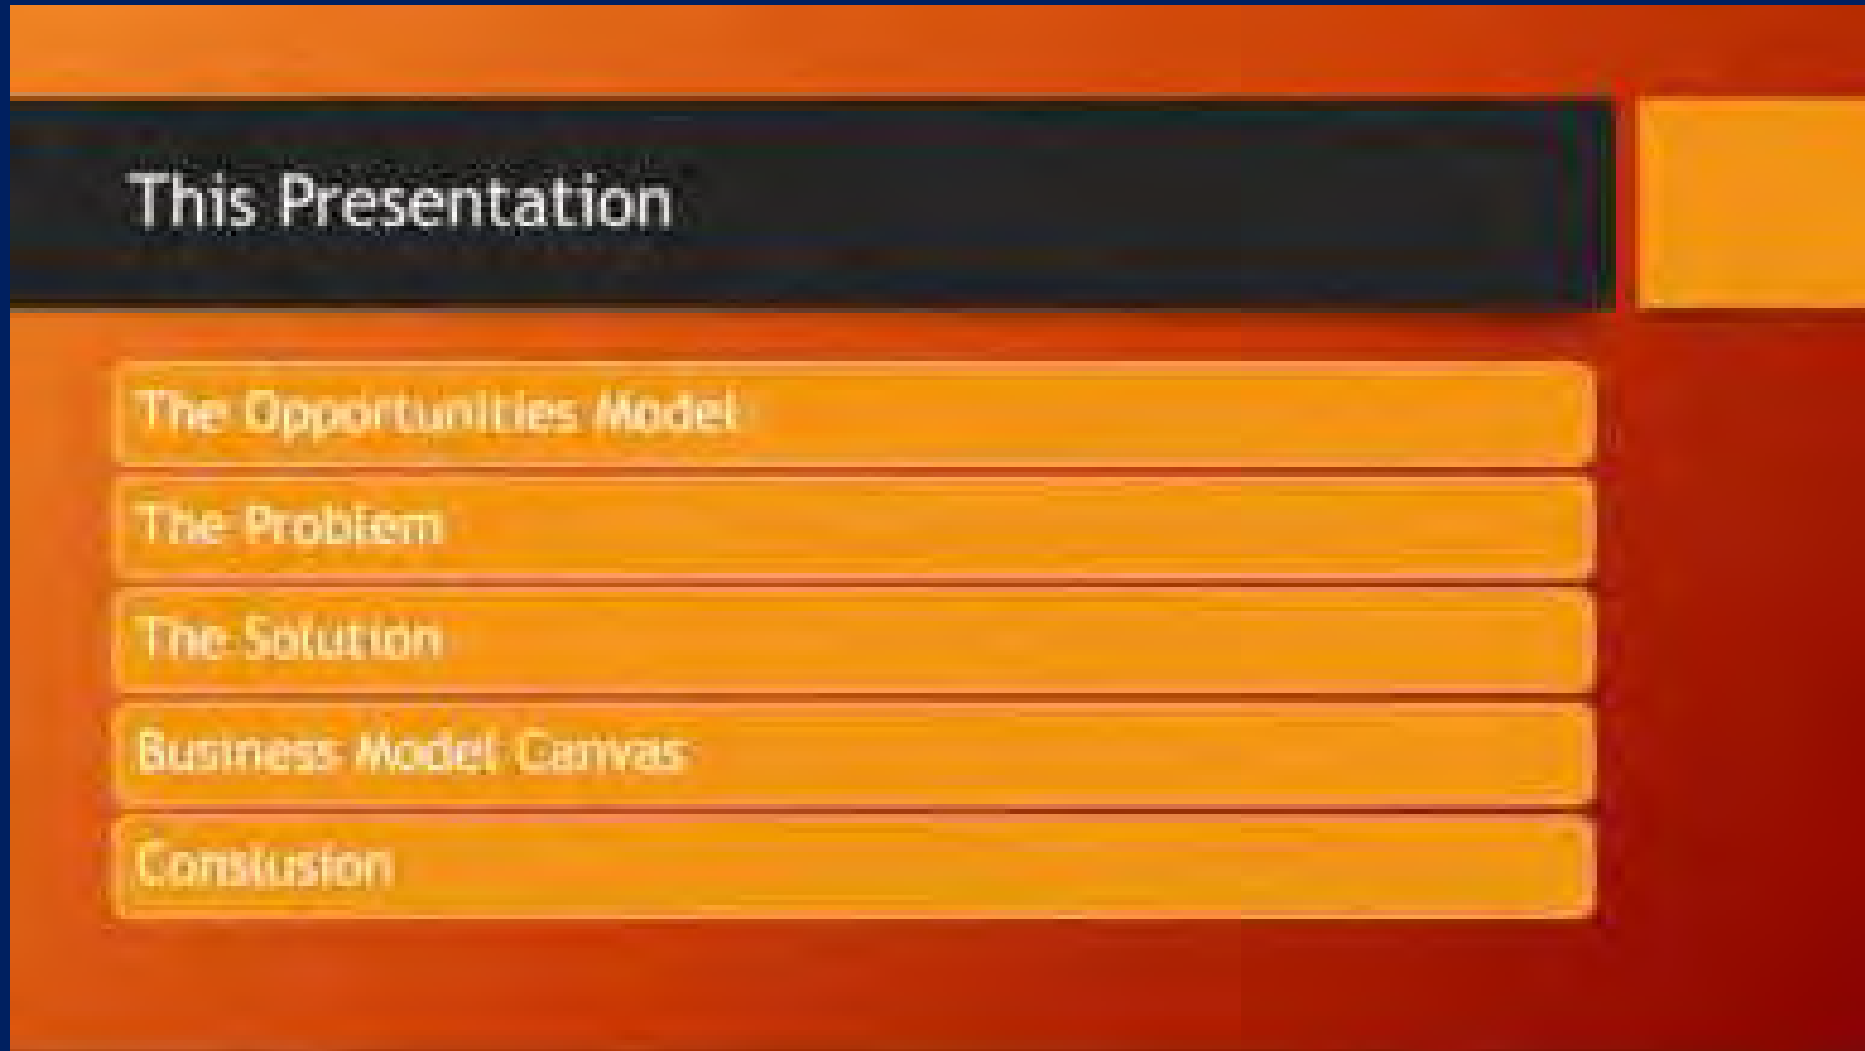 This Presentation
The Opportunities Model
The Problem
The Solution
Business Model Canvas
Conslusion